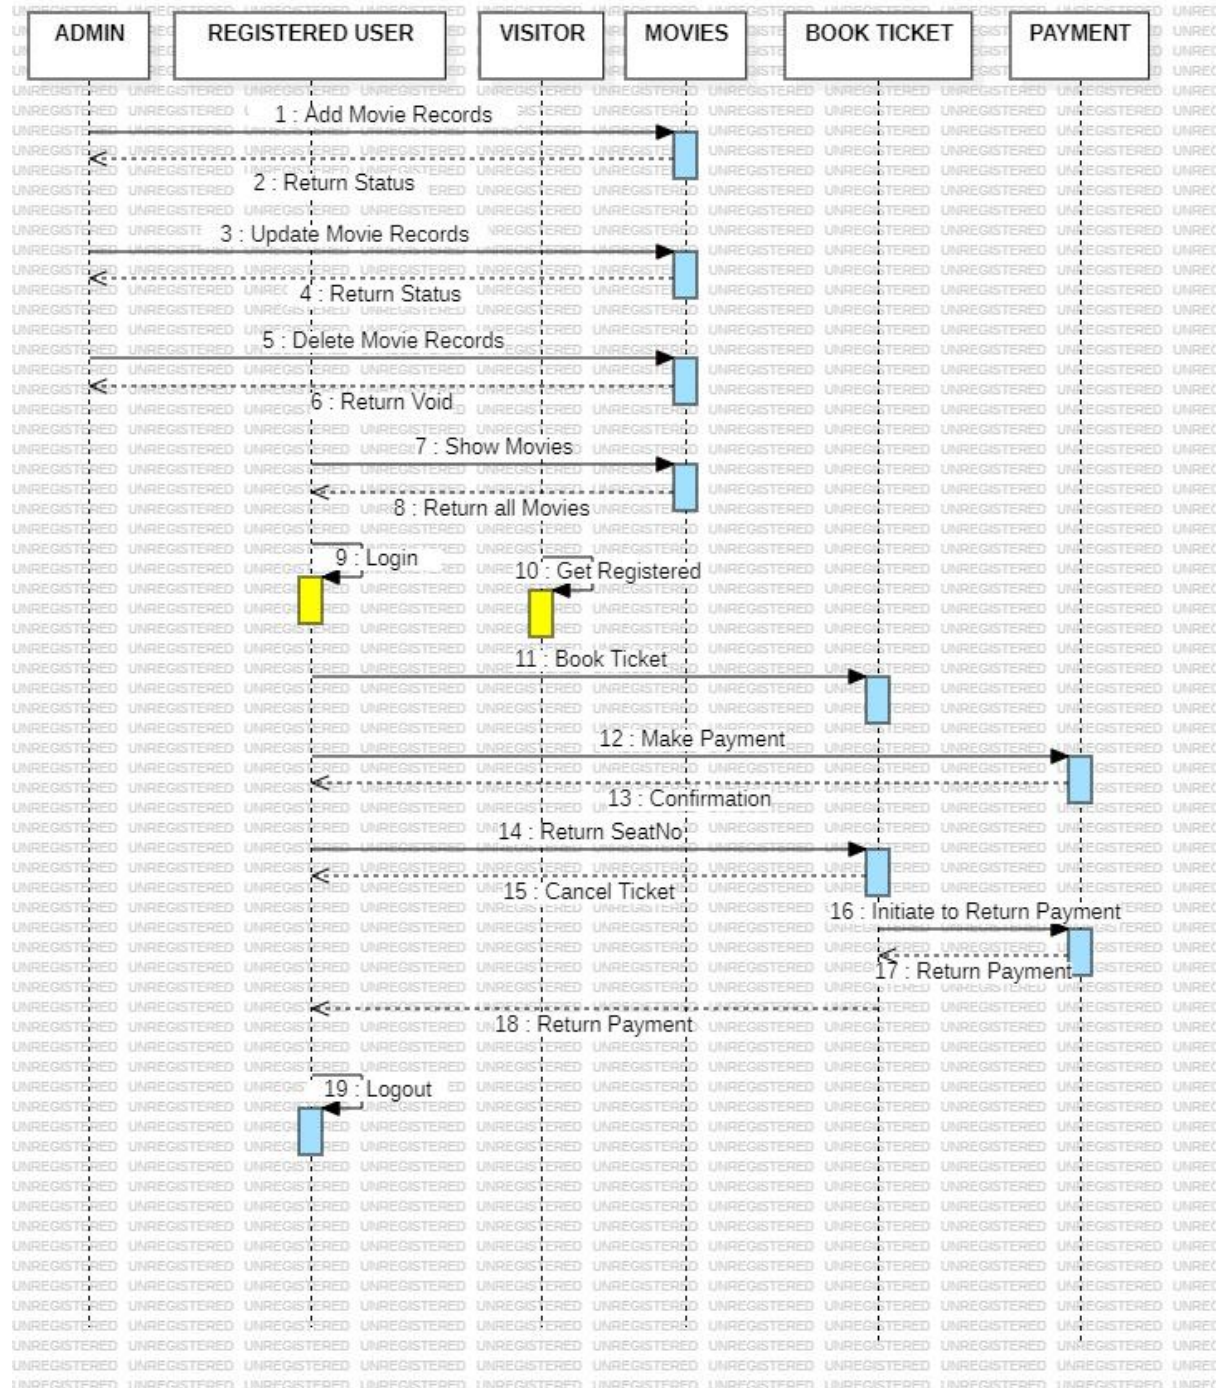 ADMIN
REGISTERED USER
VISITOR
MOVIES
BOOK TICKET
PAYMENT
1 : Add Movie Records
2 : Return Status
3 : Update Movie Records
4 : Return Status
5 : Delete Movie Records
6 : Return Void
7 : Show Movies
8 : Return all Movies
9 : Login
10 : Get Registered
11 : Book Ticket
12 : Make Payment
13 : Confirmation
14 : Return SeatNo
15 : Cancel Ticket
16 : Initiate to Return Payment
17 : Return Payment
18 : Return Payment
19 : Logout
UNREGISTERED